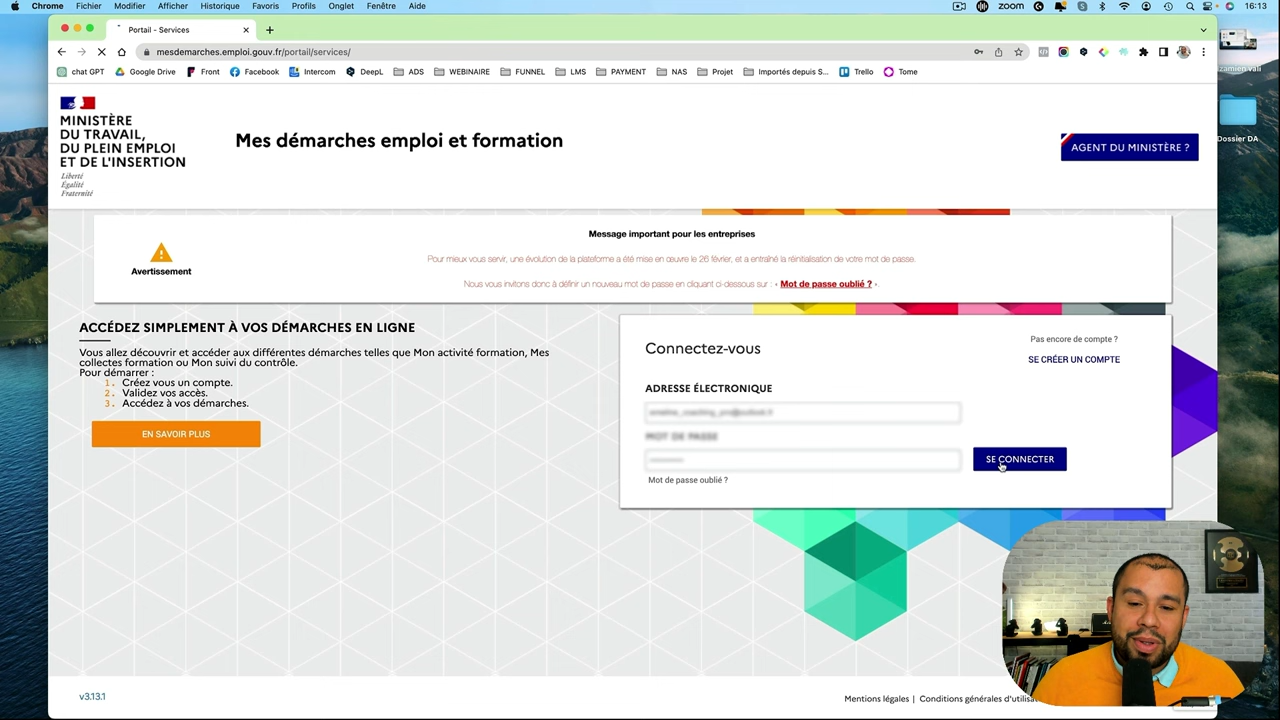 Chrome Fichier Modifier Afficher Historique Favoris Profils Onglet Fenêtre Aide zoom 16:13
Portail - Services
mesdemarches.emploi.gouv.fr/portail/services/
chat GPT Google Drive Front Facebook Intercom DeepL ADS WEBINAIRE FUNNEL LMS PAYMENT NAS Projet Importés depuis S... Trello Tome
MINISTÈRE
DU TRAVAIL,
DU PLEIN EMPLOI
ET DE L'INSERTION
Liberté
Égalité
Fraternité
Mes démarches emploi et formation
AGENT DU MINISTÈRE ?
Dossier DA
Message important pour les entreprises
Avertissement
Pour mieux vous servir, une évolution de la plateforme a été mise en œuvre le 26 février, et a entraîné la réinitialisation de votre mot de passe.
Nous vous invitons donc à définir un nouveau mot de passe en cliquant ci-dessous sur : - Mot de passe oublié ? -
ACCÉDEZ SIMPLEMENT À VOS DÉMARCHES EN LIGNE
Vous allez découvrir et accéder aux différentes démarches telles que Mon activité formation, Mes
collectes formation ou Mon suivi du contrôle.
Pour démarrer :
1. Créez vous un compte.
2. Validez vos accès.
3. Accédez à vos démarches.
EN SAVOIR PLUS
Connectez-vous
Pas encore de compte ?
SE CRÉER UN COMPTE
ADRESSE ÉLECTRONIQUE
MOT DE PASSE
SE CONNECTER
Mot de passe oublié ?
v3.13.1
Mentions légales | Conditions générales